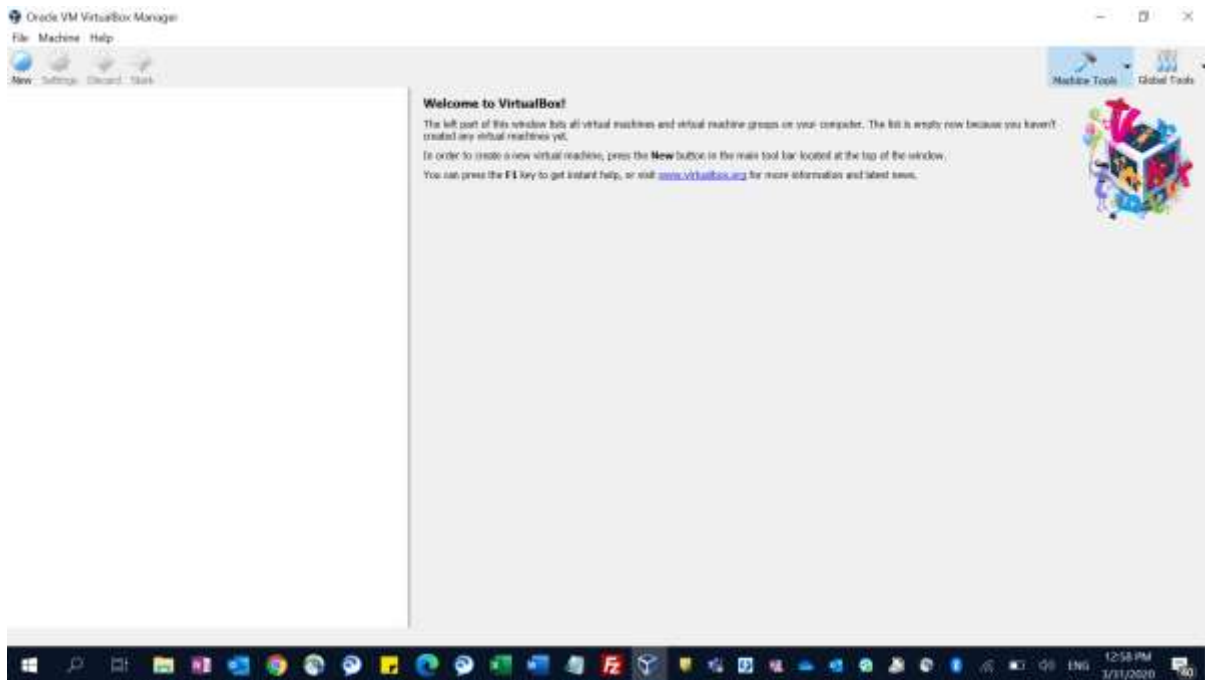 Oracle VM VirtualBox Manager
File Machine Help
New Settings Discard Start
Machine Tools Global Tools
Welcome to VirtualBox!
The left part of this window lists all virtual machines and virtual machine groups on your computer. The list is empty now because you haven't
created any virtual machines yet.
In order to create a new virtual machine, press the New button in the main tool bar located at the top of the window.
You can press the F1 key to get instant help, or visit www.virtualbox.org for more information and latest news.
ENG
12:58 PM
3/31/2020